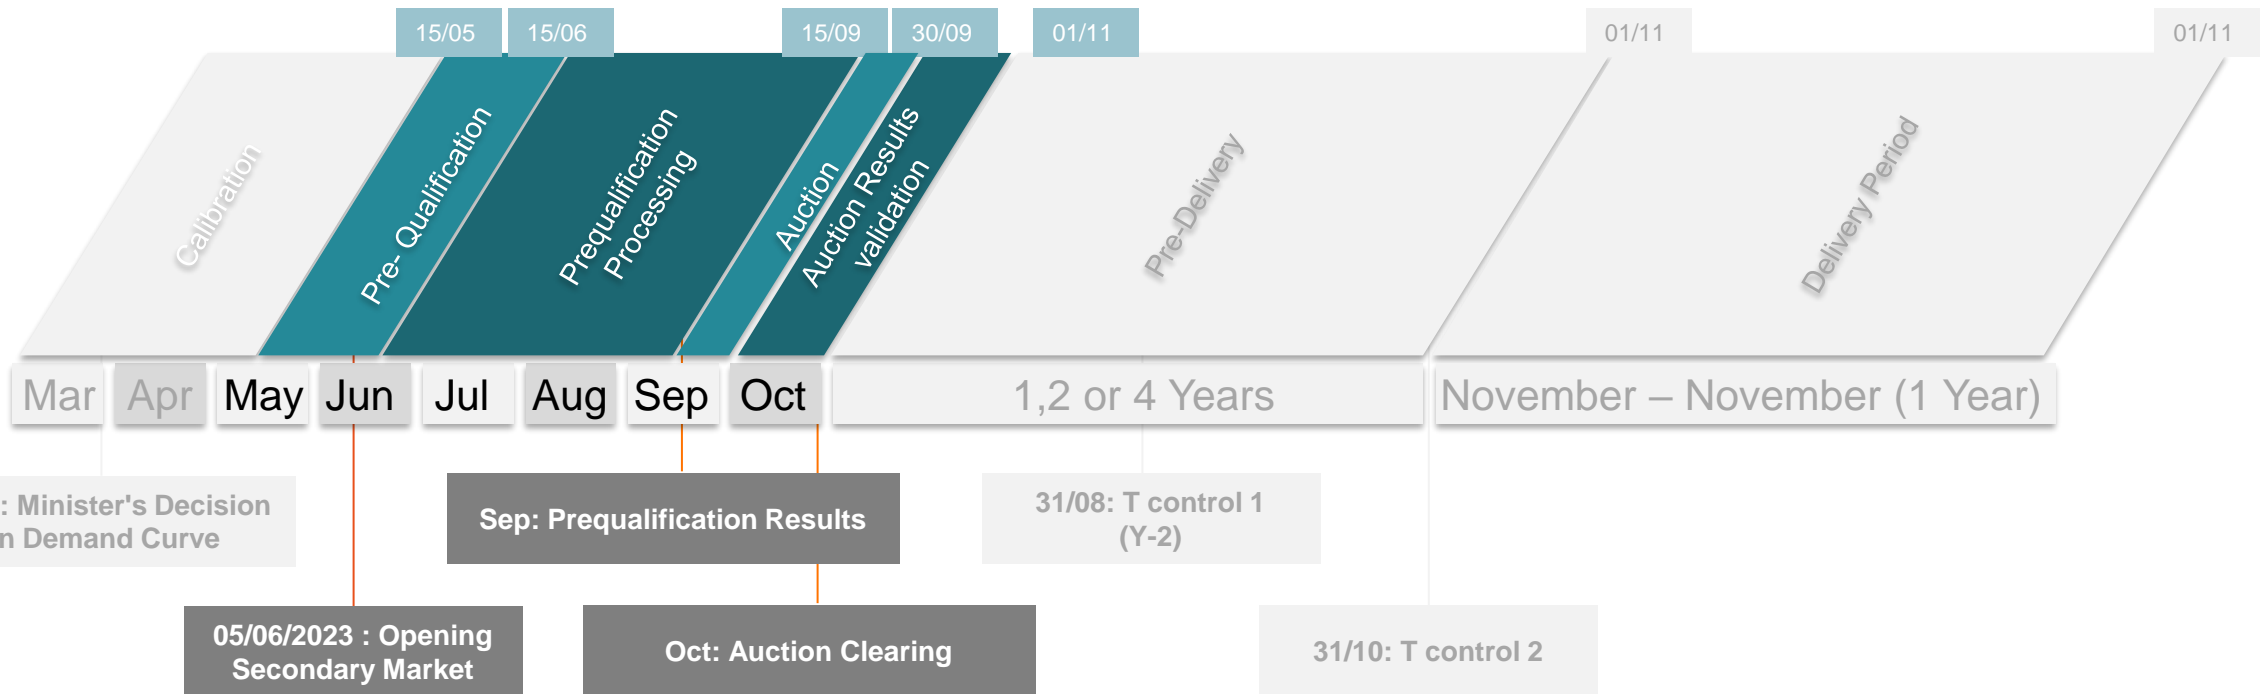 15/05
15/06
15/09
30/09
01/11
01/11
01/11
Calibration
Pre- Qualification
Prequalification
Processing
Auction
Auction Results
validation
Pre-Delivery
Delivery Period
Mar
Apr
May
Jun
Jul
Aug
Sep
Oct
1,2 or 4 Years
November – November (1 Year)
: Minister's Decision
n Demand Curve
Sep: Prequalification Results
31/08: T control 1
(Y-2)
05/06/2023 : Opening
Secondary Market
Oct: Auction Clearing
31/10: T control 2